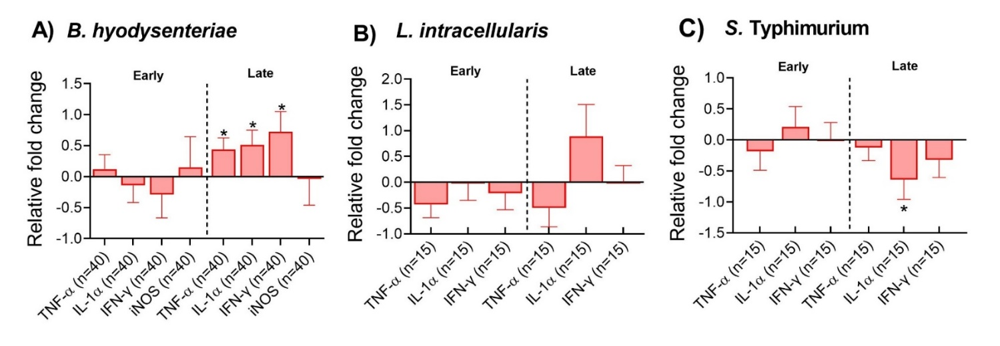 A) B. hyodysenteriae
Early
Late
Relative fold change
1.5
1.0
0.5
0.0
-0.5
-1.0
*
*
*
TNF-α (n=40)
IL-1α (n=40)
IFN-γ (n=40)
iNOS (n=40)
TNF-α (n=40)
IL-1α (n=40)
IFN-γ (n=40)
iNOS (n=40)
B) L. intracellularis
Early
Late
Relative fold change
2.0
1.5
1.0
0.5
0.0
-0.5
-1.0
TNF-α (n=15)
IL-1α (n=15)
IFN-γ (n=15)
TNF-α (n=15)
IL-1α (n=15)
IFN-γ (n=15)
C) S. Typhimurium
Early
Late
Relative fold change
1.0
0.5
0.0
-0.5
-1.0
-1.5
*
TNF-α (n=15)
IL-1α (n=15)
IFN-γ (n=15)
TNF-α (n=15)
IL-1α (n=15)
IFN-γ (n=15)